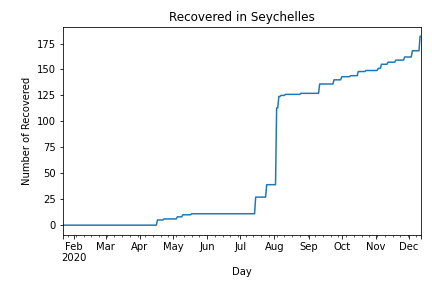 Recovered in Seychelles
Number of Recovered
175
150
125
100
75
50
25
0
Feb Mar Apr May Jun Jul Aug Sep Oct Nov Dec
2020
Day